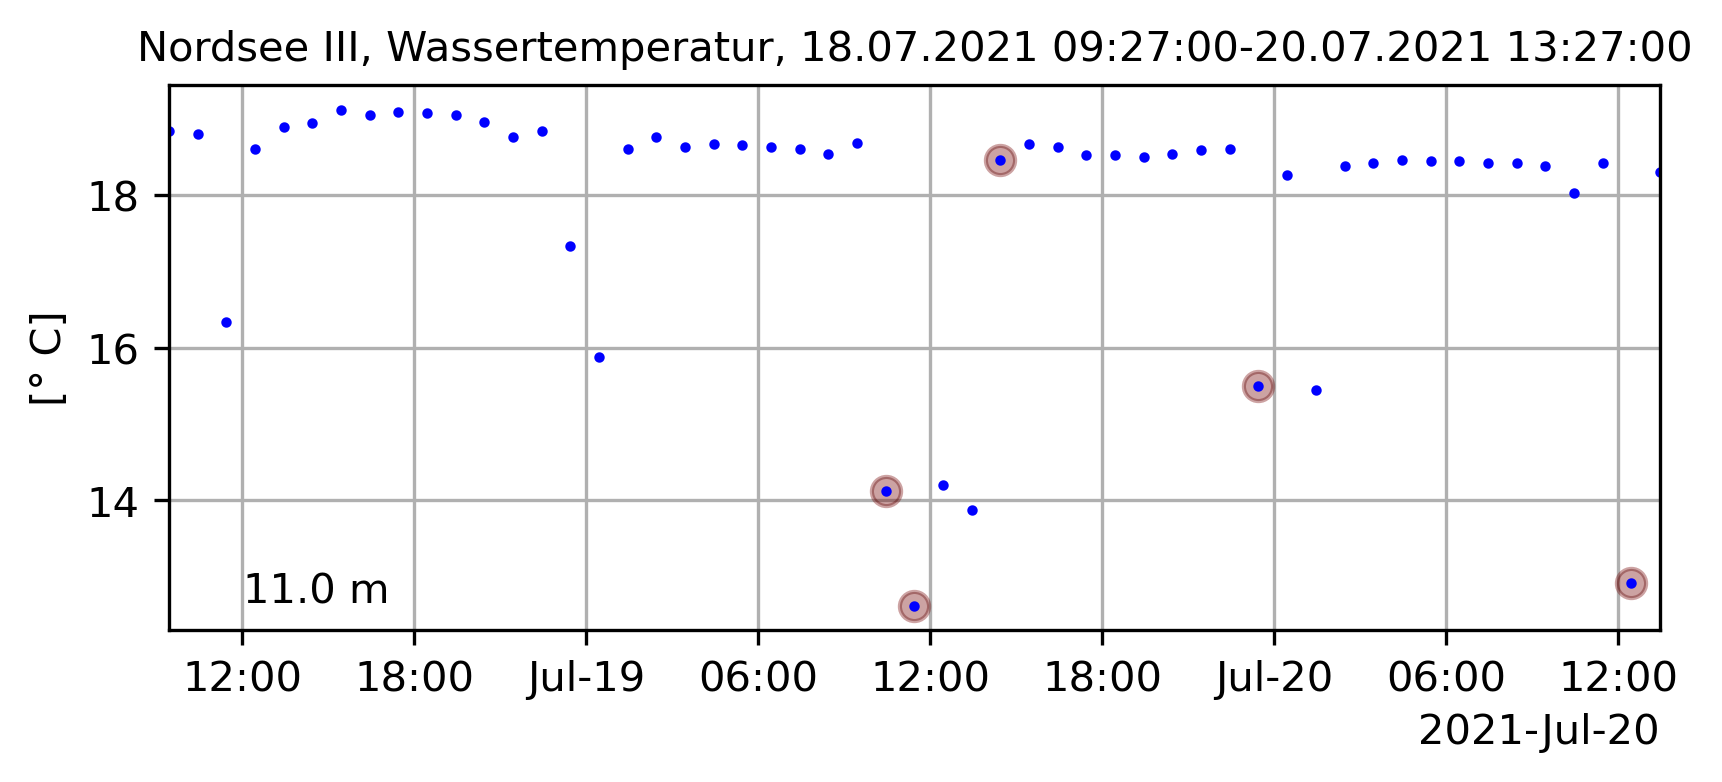 Nordsee III, Wassertemperatur, 18.07.2021 09:27:00-20.07.2021 13:27:00
[° C]
18
16
14
11.0 m
12:00 18:00 Jul-19 06:00 12:00 18:00 Jul-20 06:00 12:00
2021-Jul-20